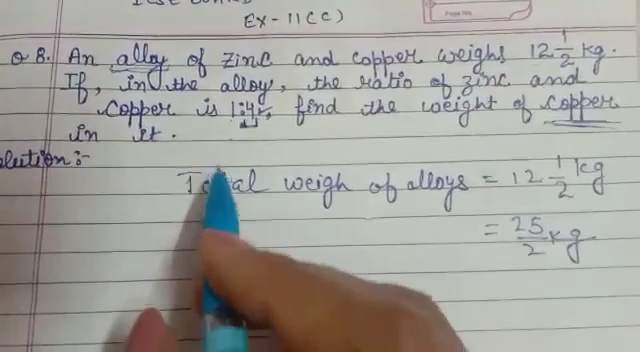 EX-11(C)
Q 8. An alloy of zinc and copper weighs 12 1/2 kg.
If, in the alloy, the ratio of zinc and
copper is 1:4, find the weight of copper
in it.
olution:-
Total weigh of alloys = 12 1/2 kg
= 25/2 kg